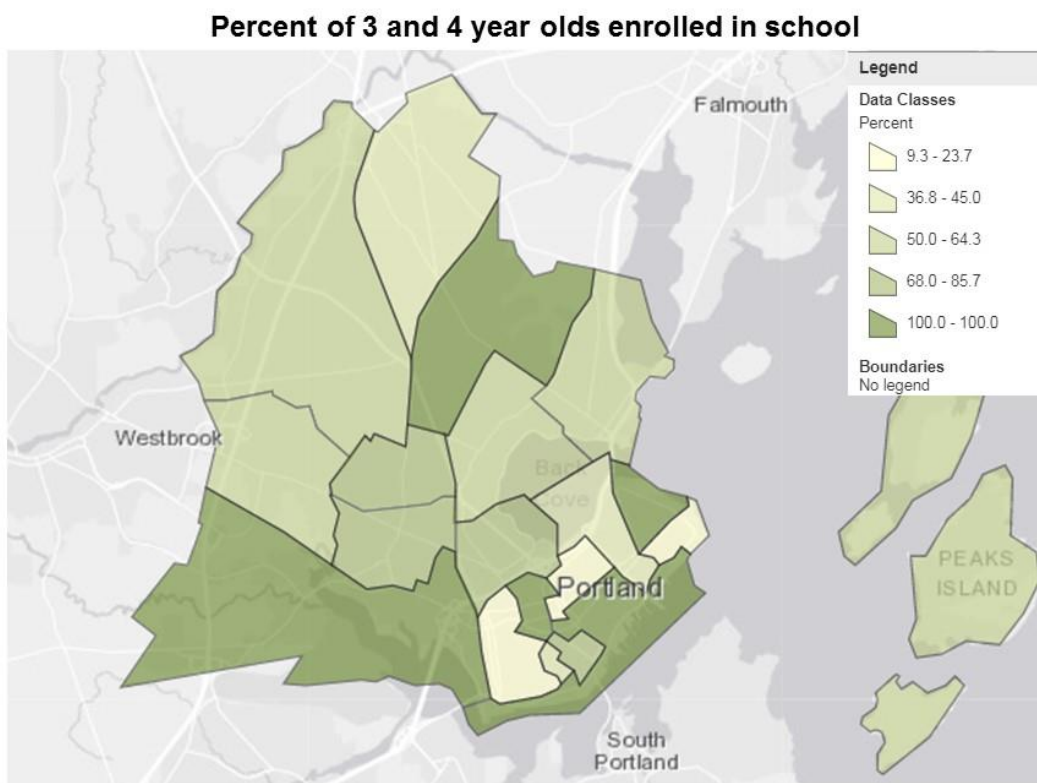 Percent of 3 and 4 year olds enrolled in school
Falmouth
Legend
Data Classes
Percent
9.3 - 23.7
36.8 - 45.0
50.0 - 64.3
68.0 - 85.7
100.0 - 100.0
Boundaries
No legend
Westbrook
Back
Cove
PEAKS
ISLAND
Portland
South
Portland